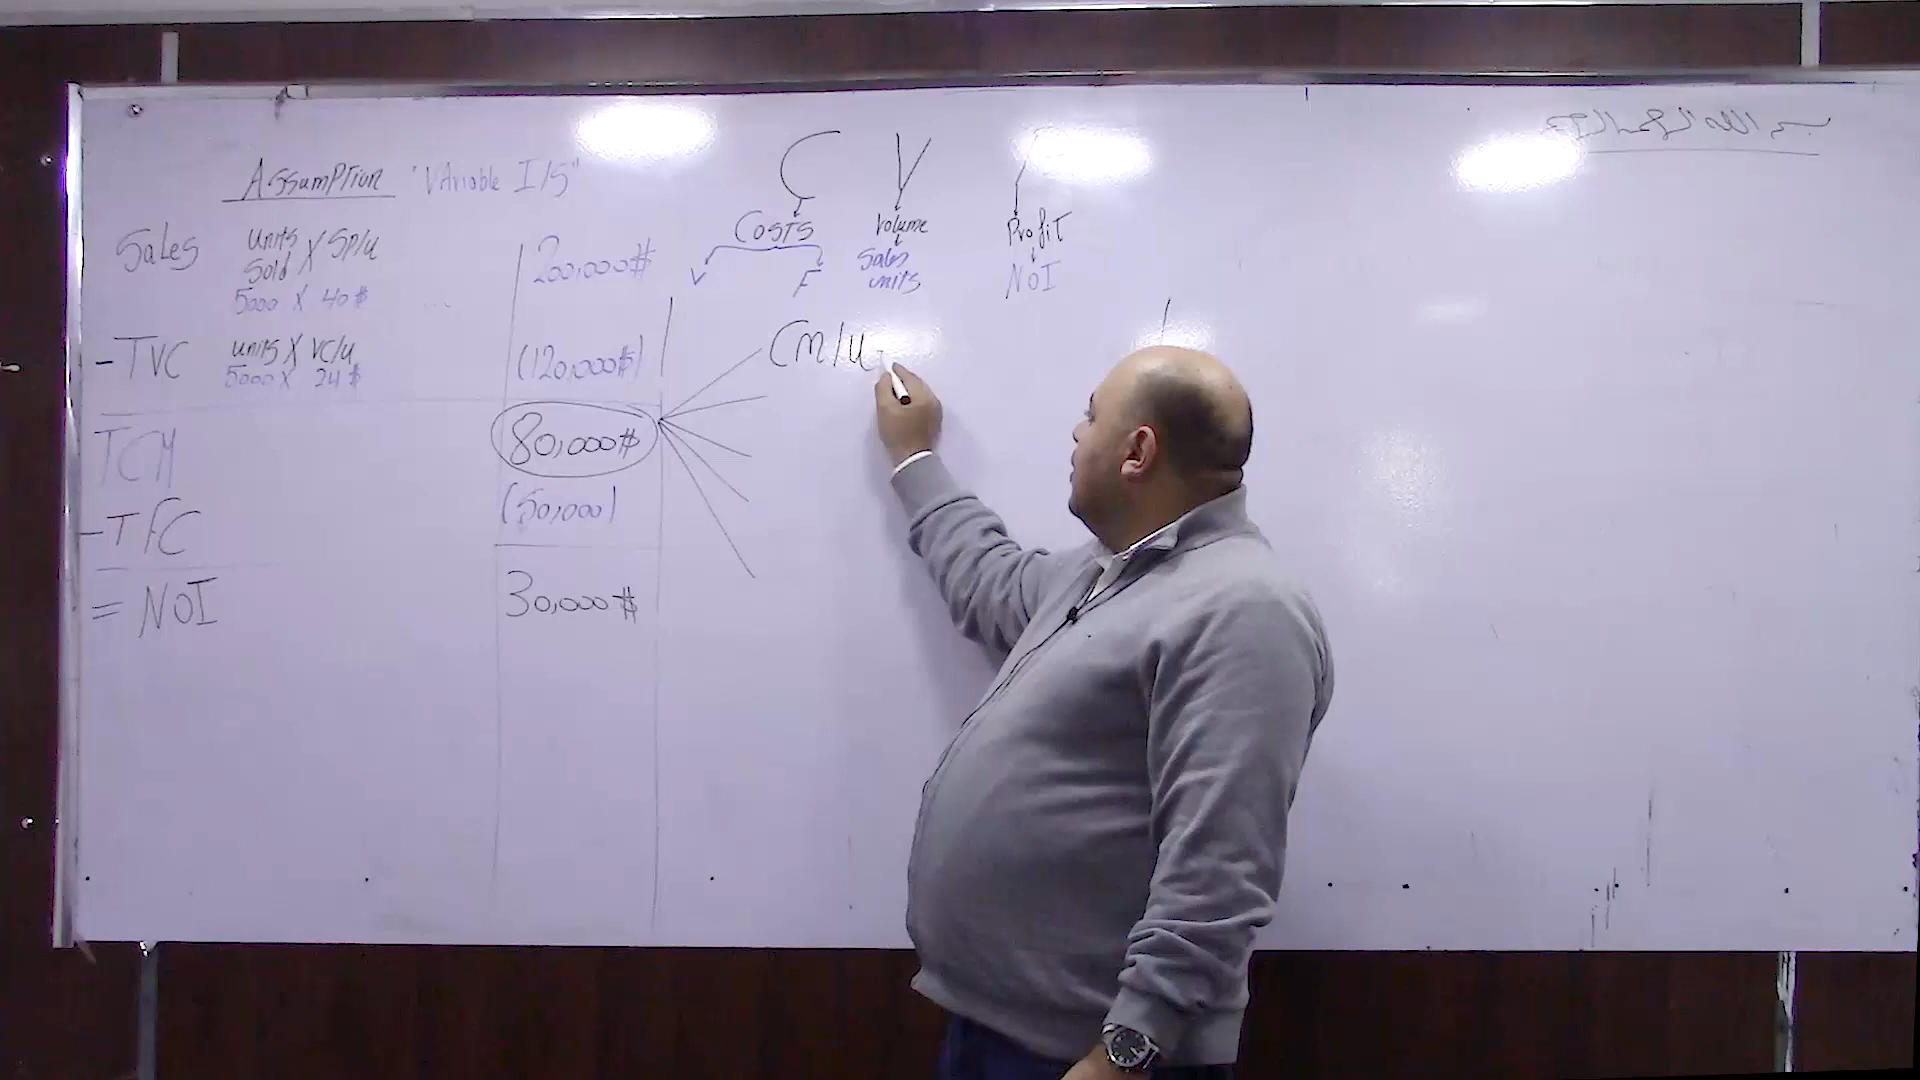 بسم الله الرحمن الرحيم
Assumption "Variable I/S"
C V P
Costs Volume Profit
V F Sales units NOI
Sales Units Sold X SP/u 200,000$
5000 X 40$
-TVC units X VC/u (120,000$)
5000 X 24$
TCM 80,000$
-TFC (50,000)
= NOI 30,000$
CM/u